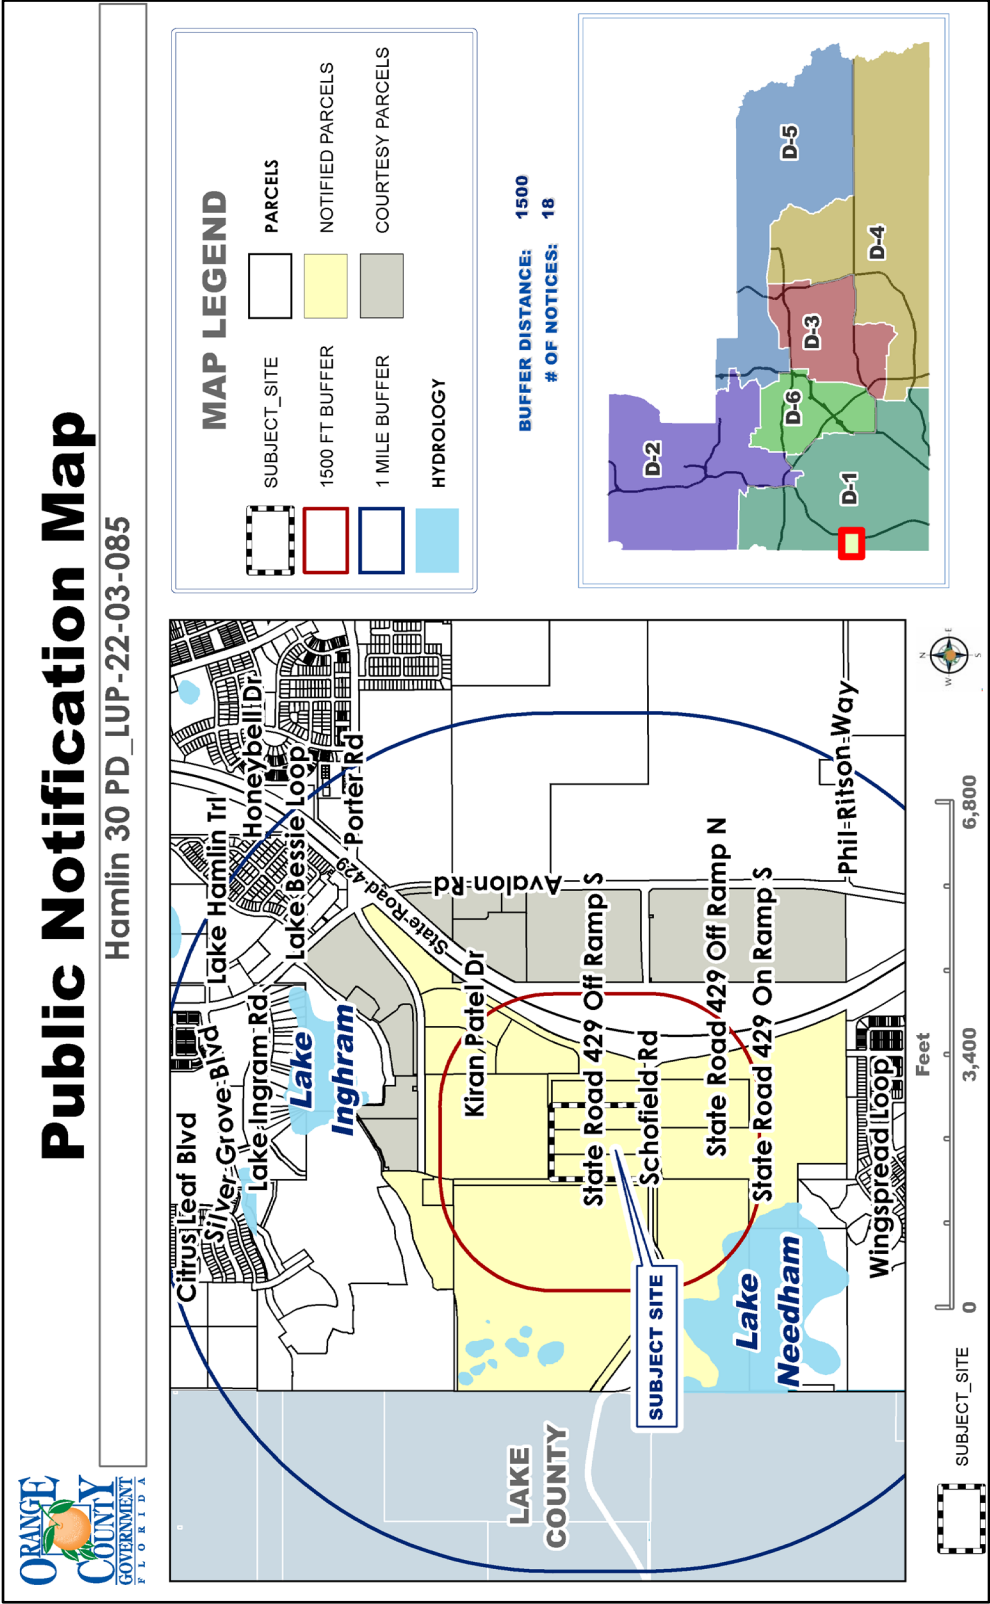 ORANGE
COUNTY
GOVERNMENT
FLORIDA
Public Notification Map
Hamlin 30 PD_LUP-22-03-085
Citrus Leaf Blvd
Silver Grove Blvd
Lake Ingram Rd
Lake Hamlin Trl
Honeybell Dr
Lake Bessie Loop
Porter Rd
Lake
Inghram
State Road 429
Avalon Rd
Kiran Patel Dr
State Road 429 Off Ramp S
Schofield Rd
State Road 429 Off Ramp N
State Road 429 On Ramp S
Phil Ritson Way
Wingspread Loop
LAKE
COUNTY
SUBJECT SITE
Lake
Needham
SUBJECT_SITE
0
3,400
6,800
Feet
N
E
S
W
MAP LEGEND
SUBJECT_SITE
PARCELS
1500 FT BUFFER
NOTIFIED PARCELS
1 MILE BUFFER
COURTESY PARCELS
HYDROLOGY
BUFFER DISTANCE: 1500
# OF NOTICES: 18
D-2
D-5
D-6
D-3
D-1
D-4